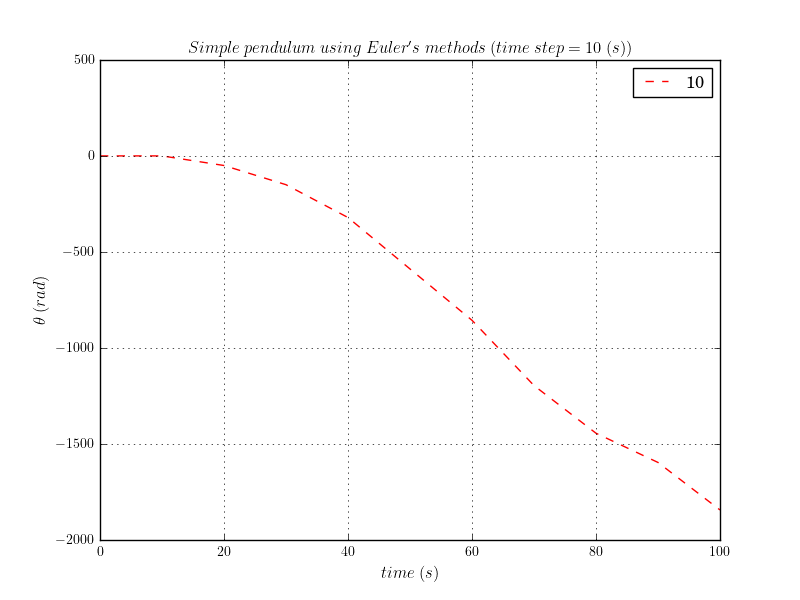 Simple pendulum using Euler's methods (time step = 10 (s))
500
10
0
−500
θ (rad)
−1000
−1500
−2000
0 20 40 60 80 100
time (s)